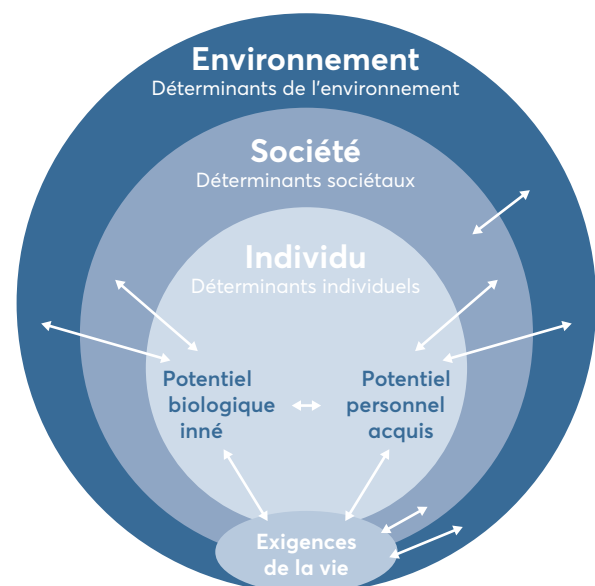 Environnement
Déterminants de l'environnement
Société
Déterminants sociétaux
Individu
Déterminants individuels
Potentiel
biologique
inné
Potentiel
personnel
acquis
Exigences
de la vie